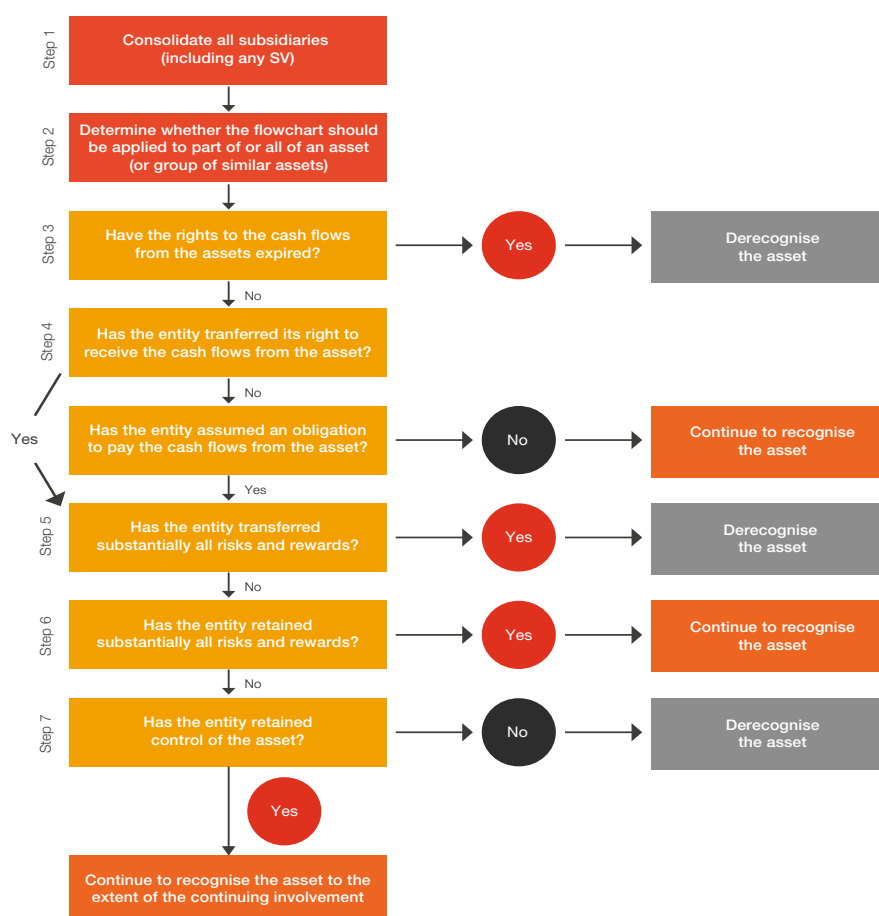 Step 1
Consolidate all subsidiaries
(including any SV)
Step 2
Determine whether the flowchart should
be applied to part of or all of an asset
(or group of similar assets)
Step 3
Have the rights to the cash flows
from the assets expired?
Yes
Derecognise
the asset
No
Step 4
Has the entity tranferred its right to
receive the cash flows from the asset?
No
Yes
Has the entity assumed an obligation
to pay the cash flows from the asset?
No
Continue to recognise
the asset
Yes
Step 5
Has the entity transferred
substantially all risks and rewards?
Yes
Derecognise
the asset
No
Step 6
Has the entity retained
substantially all risks and rewards?
Yes
Continue to recognise
the asset
No
Step 7
Has the entity retained
control of the asset?
No
Derecognise
the asset
Yes
Continue to recognise the asset to the
extent of the continuing involvement